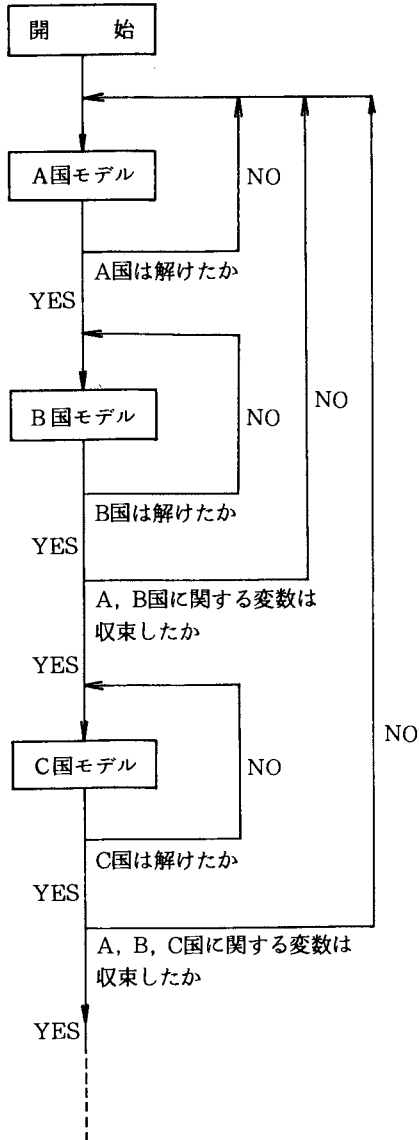 開始
A国モデル
NO
A国は解けたか
YES
B国モデル
NO
NO
B国は解けたか
YES
A, B国に関する変数は
収束したか
YES
C国モデル
NO
NO
C国は解けたか
YES
A, B, C国に関する変数は
収束したか
YES